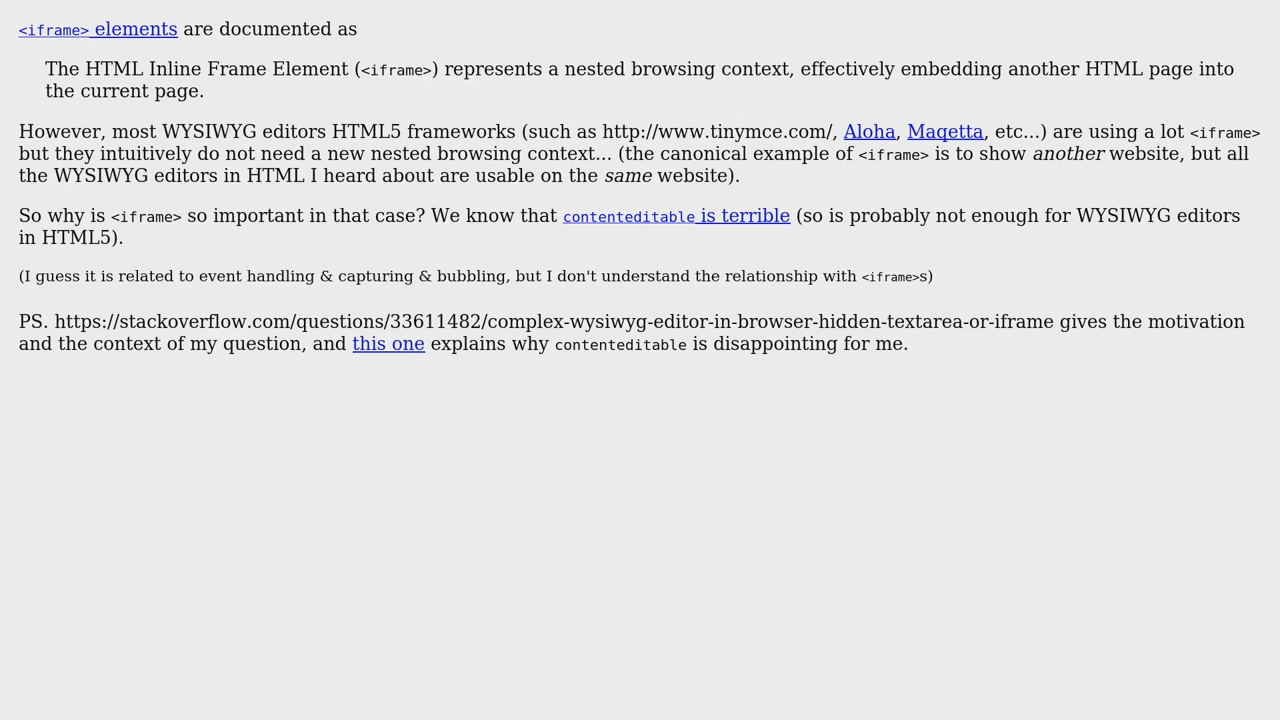 <iframe> elements are documented as
The HTML Inline Frame Element (<iframe>) represents a nested browsing context, effectively embedding another HTML page into
the current page.
However, most WYSIWYG editors HTML5 frameworks (such as http://www.tinymce.com/, Aloha, Maqetta, etc...) are using a lot <iframe>
but they intuitively do not need a new nested browsing context... (the canonical example of <iframe> is to show another website, but all
the WYSIWYG editors in HTML I heard about are usable on the same website).
So why is <iframe> so important in that case? We know that contenteditable is terrible (so is probably not enough for WYSIWYG editors
in HTML5).
(I guess it is related to event handling & capturing & bubbling, but I don't understand the relationship with <iframe>s)
PS. https://stackoverflow.com/questions/33611482/complex-wysiwyg-editor-in-browser-hidden-textarea-or-iframe gives the motivation
and the context of my question, and this one explains why contenteditable is disappointing for me.